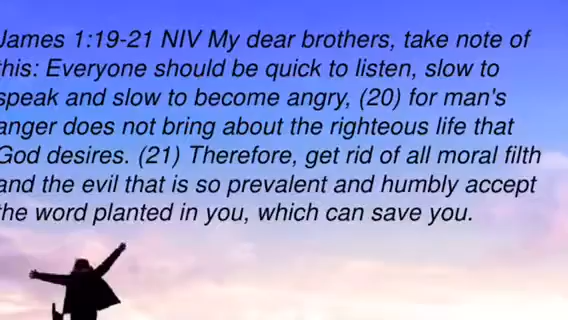 James 1:19-21 NIV My dear brothers, take note of
this: Everyone should be quick to listen, slow to
speak and slow to become angry, (20) for man's
anger does not bring about the righteous life that
God desires. (21) Therefore, get rid of all moral filth
and the evil that is so prevalent and humbly accept
the word planted in you, which can save you.